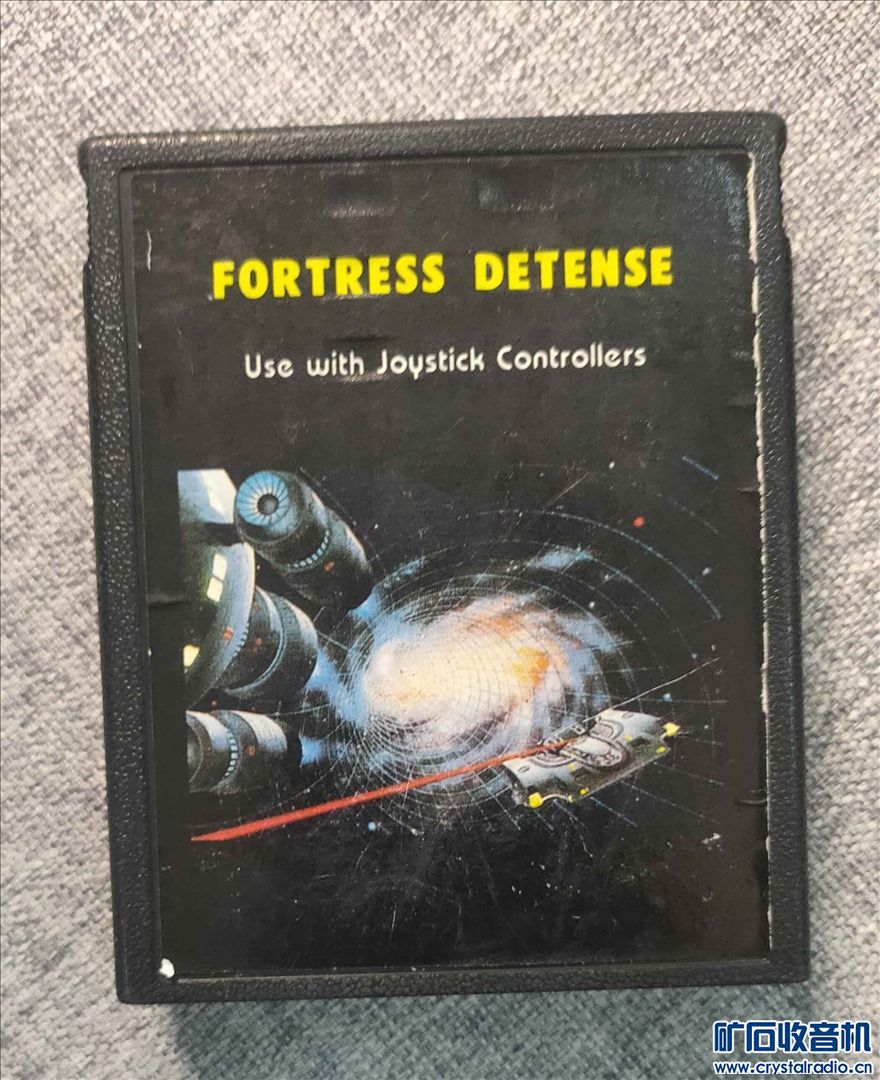 FORTRESS DETENSE
Use with Joystick Controllers
矿石收音机
www.crystalradio.cn